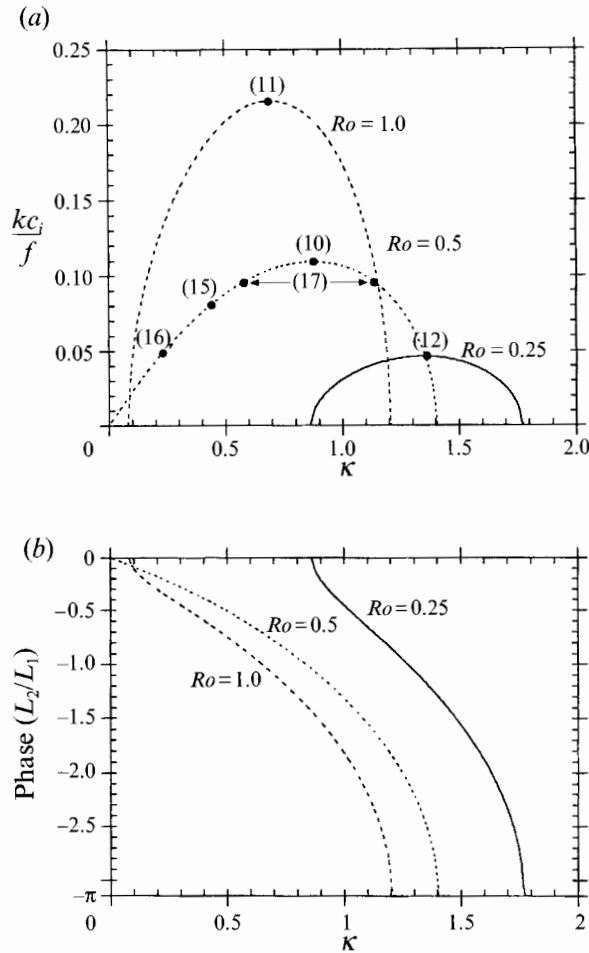 (a)
0.25
0.20
0.15
0.10
0.05
0
kc_i
f
(11)
Ro = 1.0
(10)
Ro = 0.5
(17)
(15)
(16)
(12)
Ro = 0.25
0.5
1.0
1.5
2.0
κ
(b)
0
−0.5
−1.0
−1.5
−2.0
−2.5
−π
Phase (L₂/L₁)
Ro = 0.25
Ro = 0.5
Ro = 1.0
0
0.5
1
1.5
2
κ